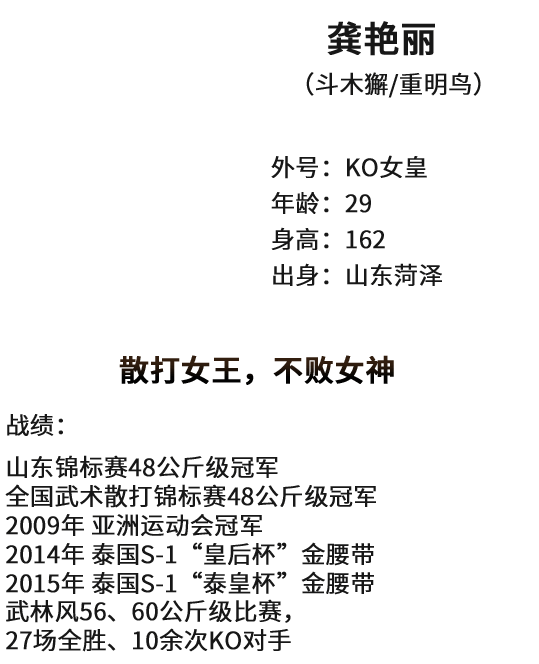 龚艳丽
（斗木獬/重明鸟）
外号：KO女皇
年龄：29
身高：162
出身：山东菏泽
散打女王，不败女神
战绩：
山东锦标赛48公斤级冠军
全国武术散打锦标赛48公斤级冠军
2009年 亚洲运动会冠军
2014年 泰国S-1“皇后杯”金腰带
2015年 泰国S-1“泰皇杯”金腰带
武林风56、60公斤级比赛，
27场全胜、10余次KO对手